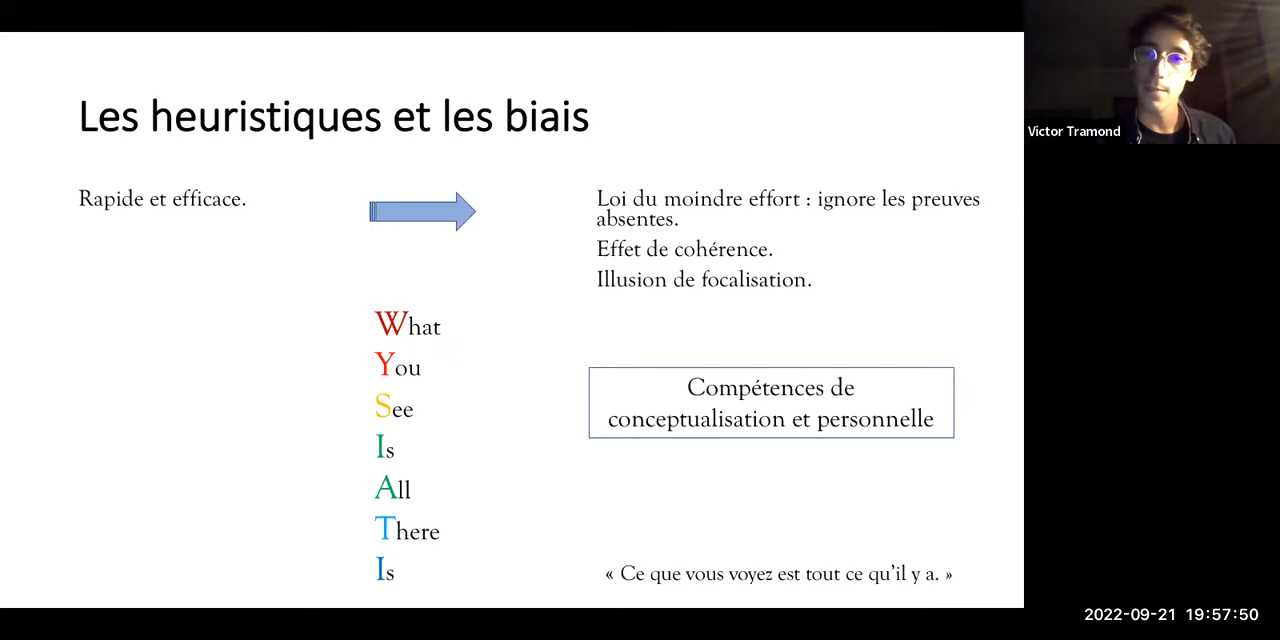 Les heuristiques et les biais
Rapide et efficace.
Loi du moindre effort : ignore les preuves
absentes.
Effet de cohérence.
Illusion de focalisation.
What
You
See
Is
All
There
Is
Compétences de
conceptualisation et personnelle
« Ce que vous voyez est tout ce qu'il y a. »
Victor Tramond
2022-09-21 19:57:50